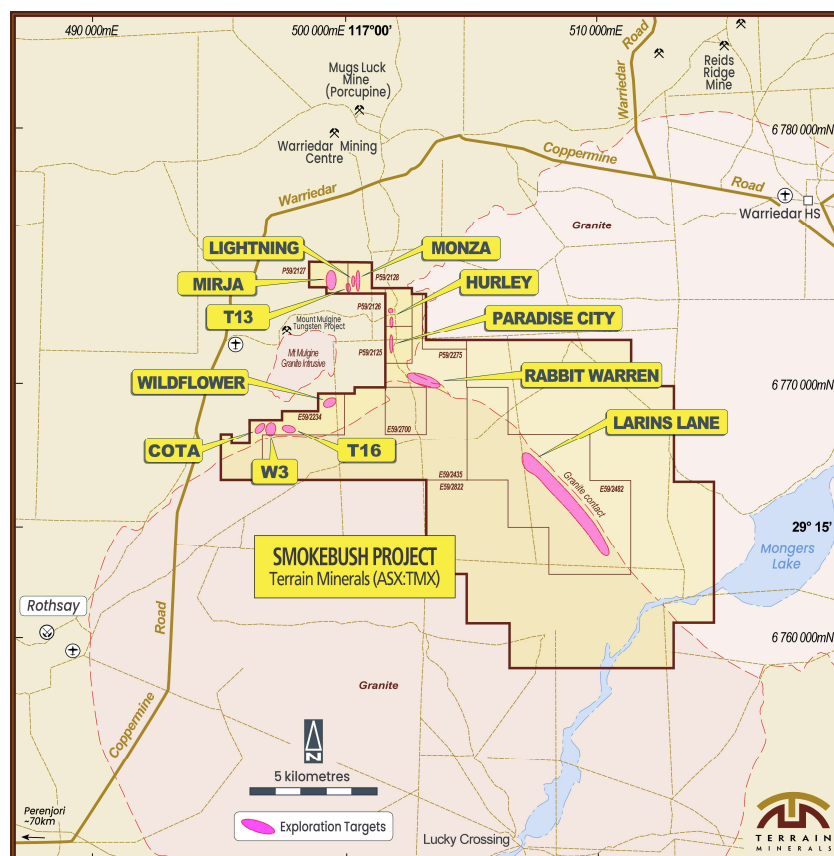 490 000mE
500 000mE
117°00'
510 000mE
Mugs Luck
Mine
(Porcupine)
Warriedar Mining
Centre
Warriedar
Road
Reids
Ridge
Mine
6 780 000mN
Coppermine
Road
Warriedar
Warriedar HS
Granite
LIGHTNING
MONZA
P59/2127
P59/2128
MIRJA
HURLEY
T13
P59/2126
PARADISE CITY
Mount Mulgine
Tungsten Project
Mt Mulgine
Granite Intrusive
P59/2125
P59/2275
RABBIT WARREN
6 770 000mN
WILDFLOWER
E59/2234
E59/2700
LARINS LANE
COTA
T16
W3
E59/2435
E59/2822
Granite contact
E59/2482
29° 15'
Mongers
Lake
SMOKEBUSH PROJECT
Terrain Minerals (ASX:TMX)
Rothsay
Road
6 760 000mN
Granite
Coppermine
N
5 kilometres
Perenjori
~70km
Exploration Targets
Lucky Crossing
TERRAIN
MINERALS